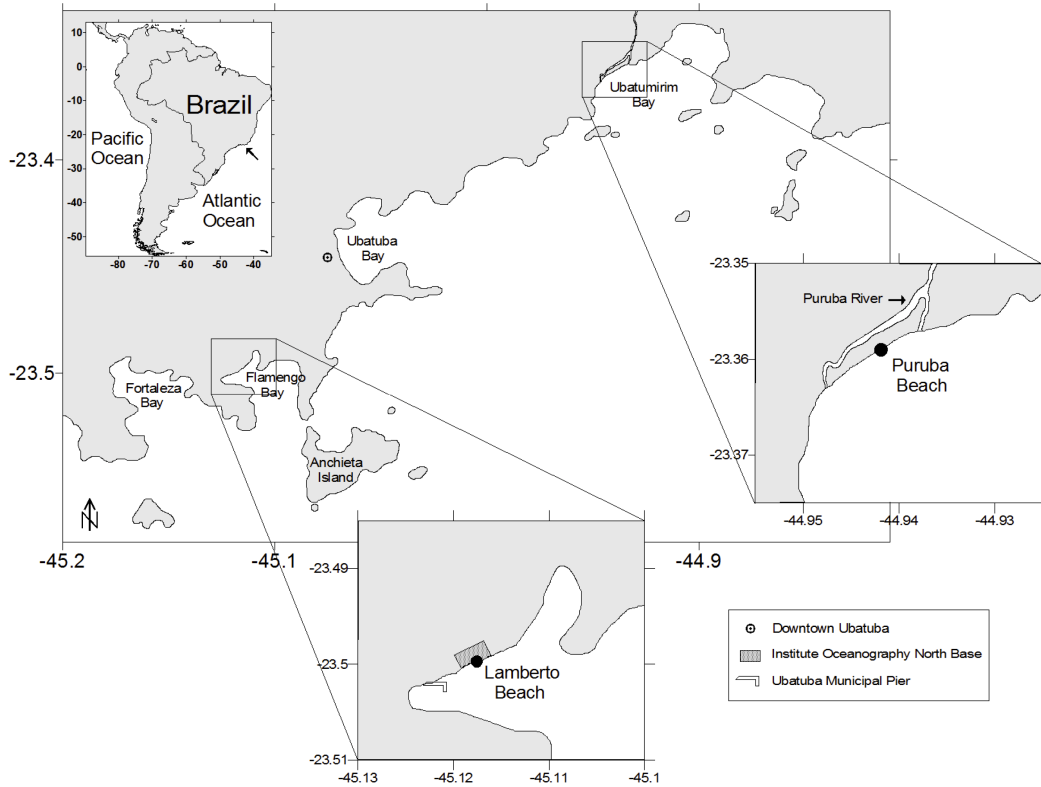 10
0
-10
-20
-30
-40
-50
-80
-70
-60
-50
-40
Brazil
Pacific
Ocean
Atlantic
Ocean
-23.4
-23.5
-45.2
-45.1
-44.9
Ubatumirim
Bay
Ubatuba
Bay
Fortaleza
Bay
Flamengo
Bay
Anchieta
Island
N
-23.35
-23.36
-23.37
-44.95
-44.94
-44.93
Puruba River
Puruba
Beach
-23.49
-23.5
-23.51
-45.13
-45.12
-45.11
-45.1
Lamberto
Beach
Downtown Ubatuba
Institute Oceanography North Base
Ubatuba Municipal Pier